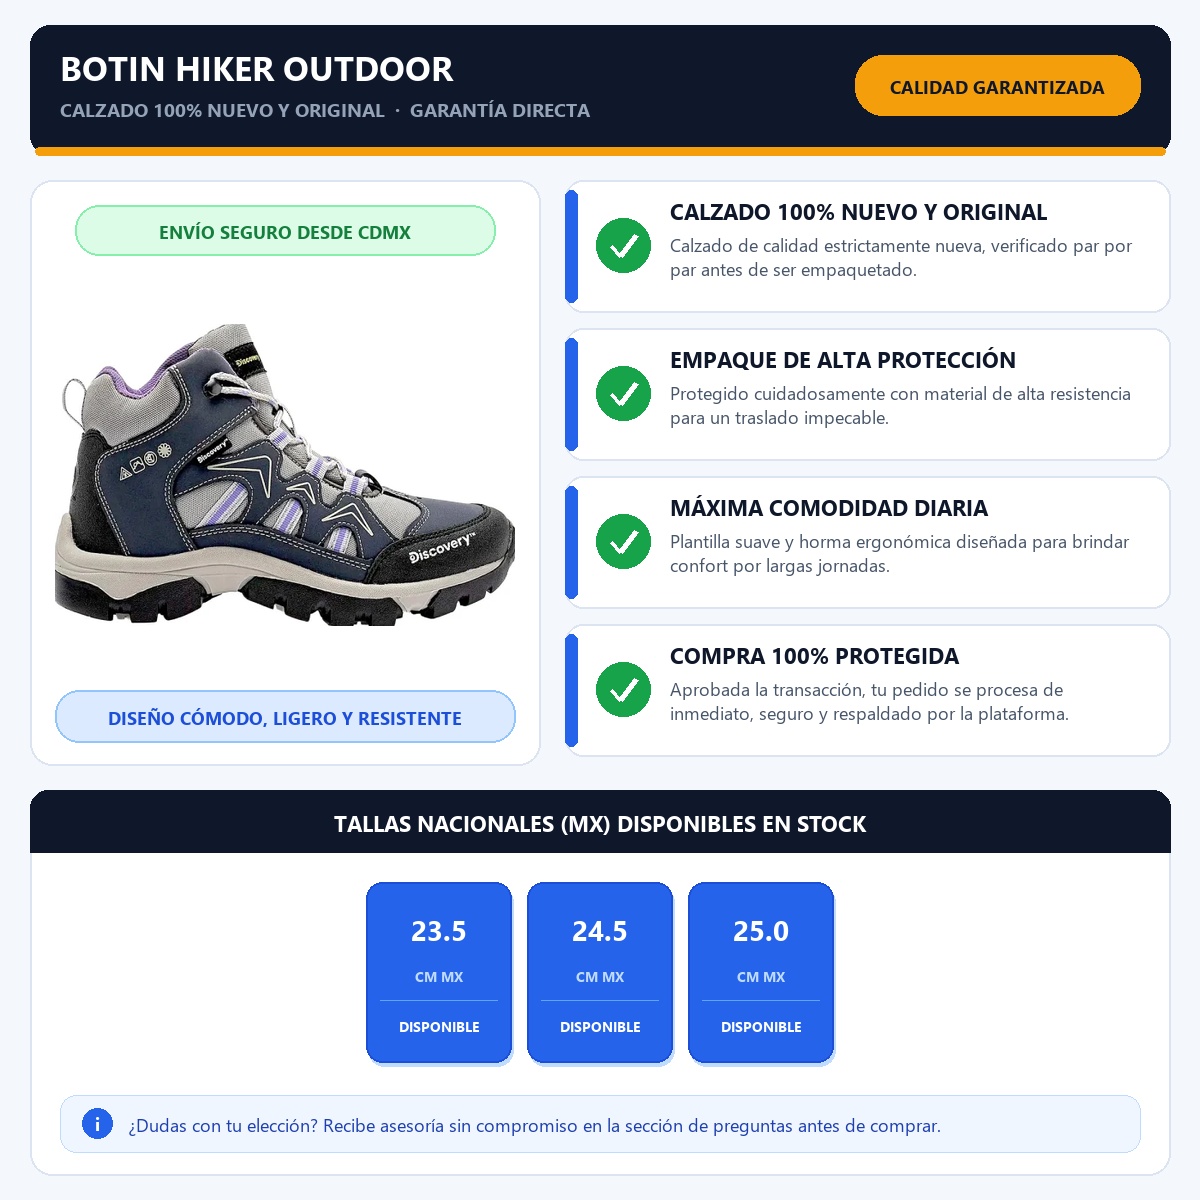 BOTIN HIKER OUTDOOR
CALZADO 100% NUEVO Y ORIGINAL · GARANTÍA DIRECTA
CALIDAD GARANTIZADA
ENVÍO SEGURO DESDE CDMX
Discovery
Discovery
Discovery™
DISEÑO CÓMODO, LIGERO Y RESISTENTE
CALZADO 100% NUEVO Y ORIGINAL
Calzado de calidad estrictamente nueva, verificado par por
par antes de ser empaquetado.
EMPAQUE DE ALTA PROTECCIÓN
Protegido cuidadosamente con material de alta resistencia
para un traslado impecable.
MÁXIMA COMODIDAD DIARIA
Plantilla suave y horma ergonómica diseñada para brindar
confort por largas jornadas.
COMPRA 100% PROTEGIDA
Aprobada la transacción, tu pedido se procesa de
inmediato, seguro y respaldado por la plataforma.
TALLAS NACIONALES (MX) DISPONIBLES EN STOCK
23.5
CM MX
DISPONIBLE
24.5
CM MX
DISPONIBLE
25.0
CM MX
DISPONIBLE
¿Dudas con tu elección? Recibe asesoría sin compromiso en la sección de preguntas antes de comprar.